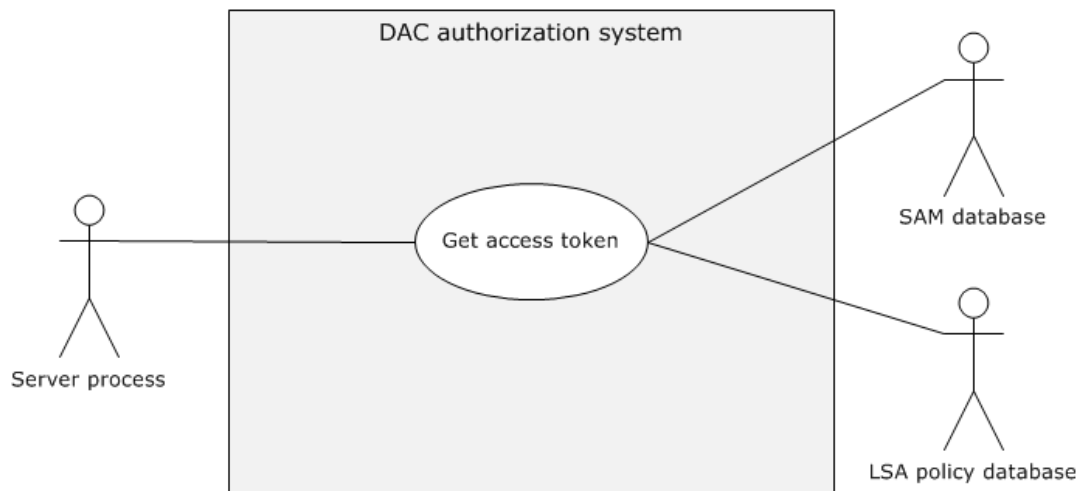 DAC authorization system
SAM database
Get access token
Server process
LSA policy database